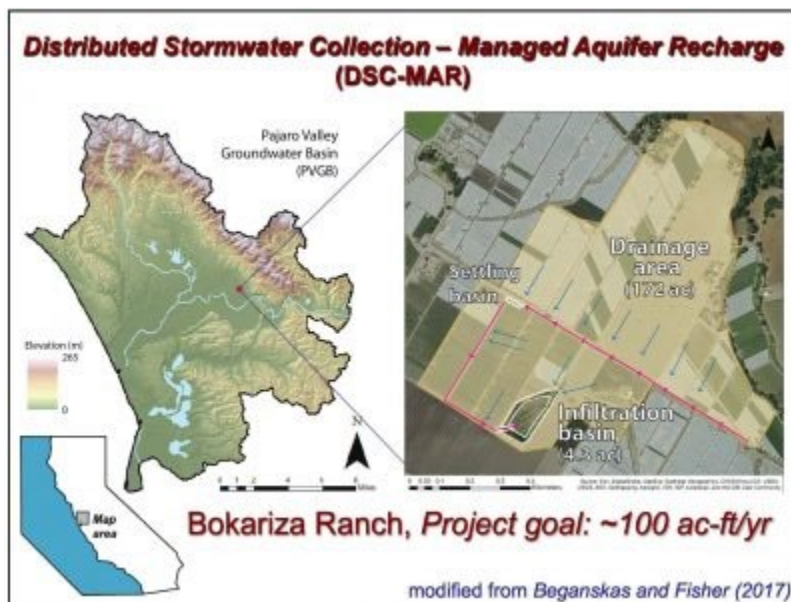 Distributed Stormwater Collection – Managed Aquifer Recharge
(DSC-MAR)
Pajaro Valley
Groundwater Basin
(PVGB)
Elevation (m)
265
0
N
Miles
Map
area
Drainage
area
(172 ac)
Settling
basin
Infiltration
basin
(4.3 ac)
Bokariza Ranch, Project goal: ~100 ac-ft/yr
modified from Beganskas and Fisher (2017)